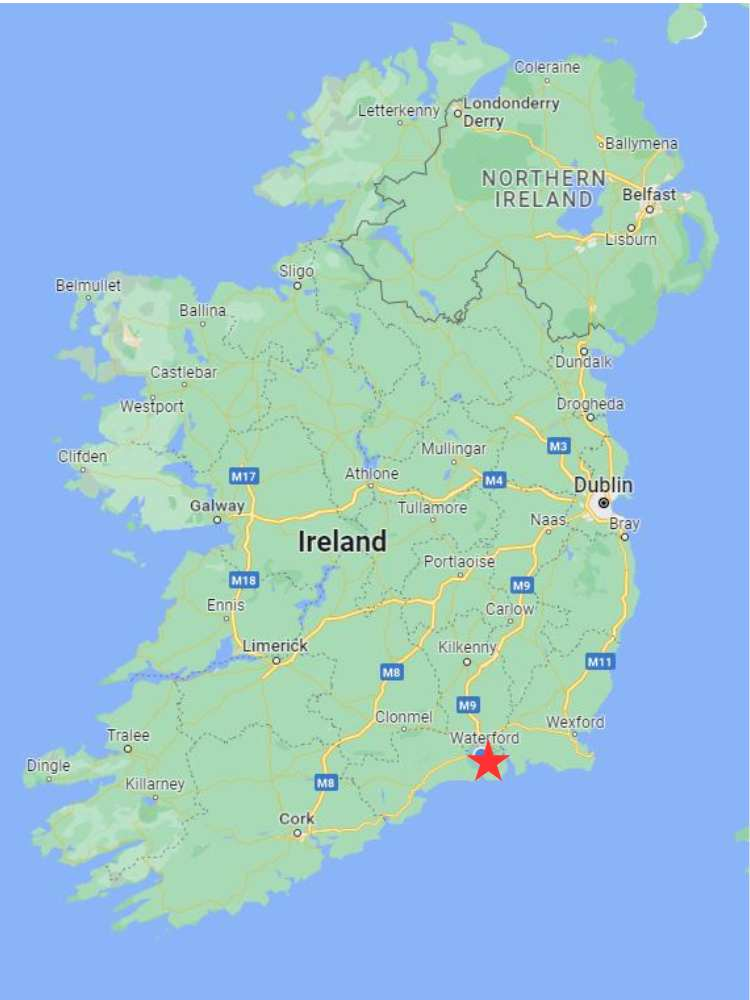 Coleraine
Letterkenny
Londonderry
Derry
Ballymena
NORTHERN
IRELAND
Belfast
Lisburn
Sligo
Belmullet
Ballina
Dundalk
Castlebar
Westport
Drogheda
Clifden
Mullingar
M3
M17
Athlone
M4
Dublin
Galway
Tullamore
Naas
Bray
Ireland
Portlaoise
M18
M9
Ennis
Carlow
Limerick
Kilkenny
M11
M8
M9
Clonmel
Wexford
Tralee
Waterford
Dingle
Killarney
M8
Cork